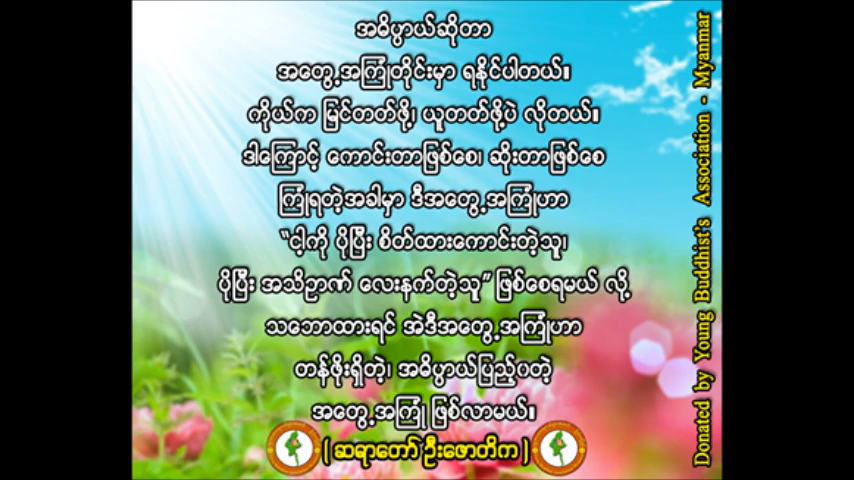 အဓိပ္ပာယ်ဆိုတာ
အတွေ့အကြုံတိုင်းမှာ ရနိုင်ပါတယ်။
ကိုယ်က မြင်တတ်ဖို့၊ ယူတတ်ဖို့ပဲ လိုတယ်။
ဒါကြောင့် ကောင်းတာဖြစ်စေ၊ ဆိုးတာဖြစ်စေ
ကြုံရတဲ့အခါမှာ ဒီအတွေ့အကြုံဟာ
“ငါ့ကို ပိုပြီး စိတ်ထားကောင်းတဲ့သူ၊
ပိုပြီး အသိဉာဏ် လေးနက်တဲ့သူ” ဖြစ်စေရမယ် လို့
သဘောထားရင် အဲဒီအတွေ့အကြုံဟာ
တန်ဖိုးရှိတဲ့၊ အဓိပ္ပာယ်ပြည့်ဝတဲ့
အတွေ့အကြုံ ဖြစ်လာမယ်။
( ဆရာတော် ဦးဇောတိက )
Donated by Young Buddhist's Association - Myanmar